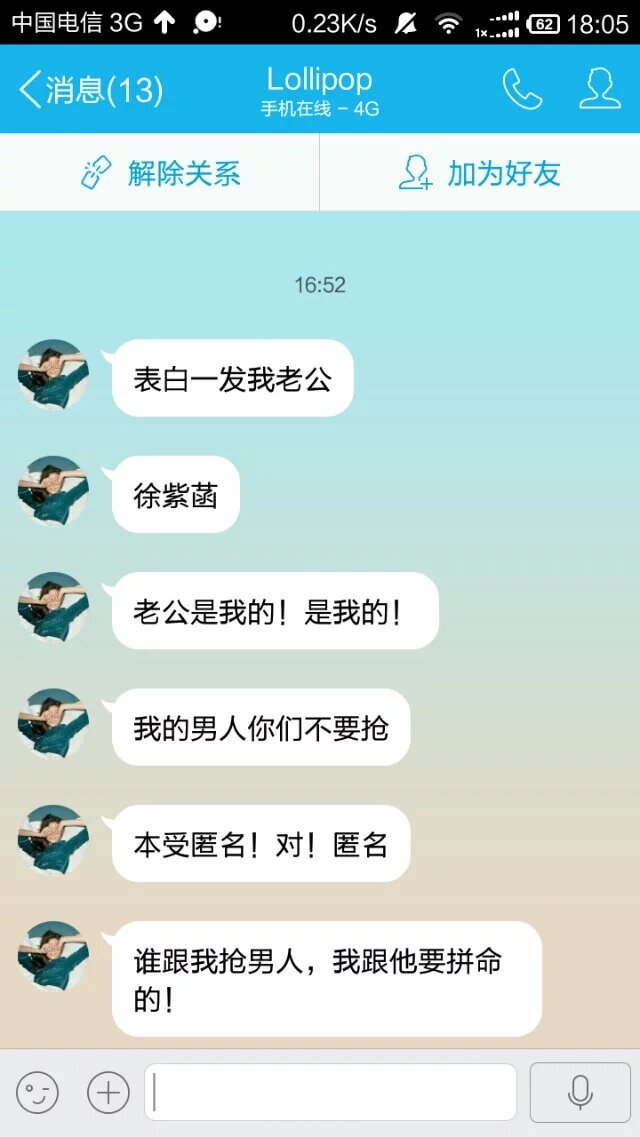 中国电信 3G 0.23K/s 1x 62 18:05
消息(13)
Lollipop
手机在线 - 4G
解除关系
加为好友
16:52
表白一发我老公
徐紫菡
老公是我的！是我的！
我的男人你们不要抢
本受匿名！对！匿名
谁跟我抢男人，我跟他要拼命
的！